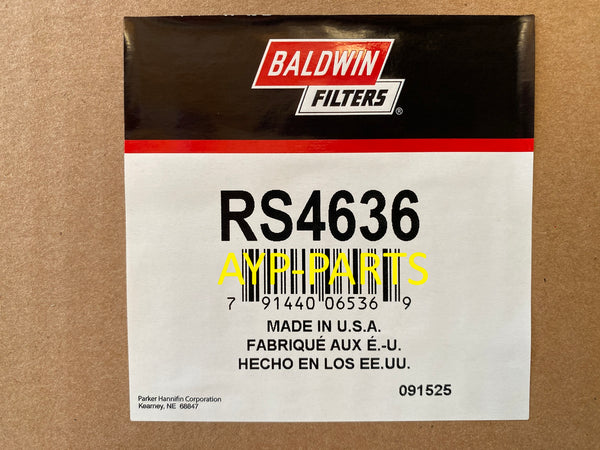 BALDWIN
FILTERS®
RS4636
AYP-PARTS
7 91440 06536 9
MADE IN U.S.A.
FABRIQUÉ AUX É.-U.
HECHO EN LOS EE.UU.
091525
Parker Hannifin Corporation
Kearney, NE 68847